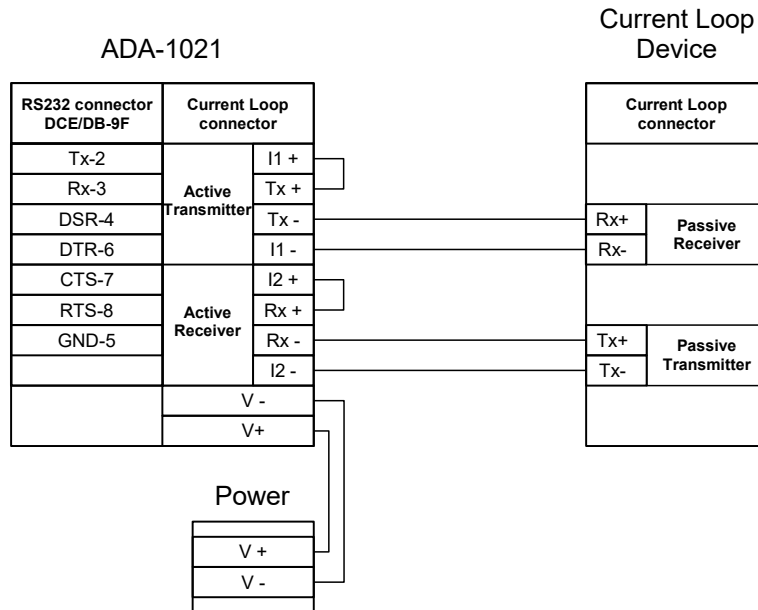 ADA-1021
Current Loop
Device
RS232 connector
DCE/DB-9F
Current Loop
connector
Tx-2
Rx-3
DSR-4
DTR-6
CTS-7
RTS-8
GND-5
Active
Transmitter
Active
Receiver
I1 +
Tx +
Tx -
I1 -
I2 +
Rx +
Rx -
I2 -
V -
V+
Current Loop
connector
Rx+
Rx-
Passive
Receiver
Tx+
Tx-
Passive
Transmitter
Power
V +
V -